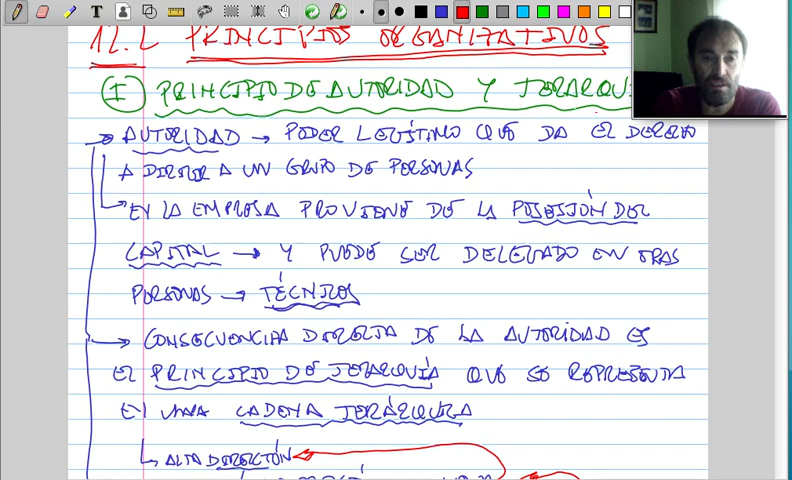 12.2 PRINCIPIOS ORGANIZATIVOS
I PRINCIPIO DE AUTORIDAD Y JERARQUI
→ AUTORIDAD → PODER LEGÍTIMO QUE DA EL DERECHO
A DIRIGIR A UN GRUPO DE PERSONAS
→ EN LA EMPRESA PROVIENE DE LA POSESIÓN DEL
CAPITAL → Y PUEDE SER DELEGADO EN OTRAS
PERSONAS → TÉCNICOS
→ CONSECUENCIA DIRECTA DE LA AUTORIDAD ES
EL PRINCIPIO DE JERARQUÍA QUE SE REPRESENTA
EN UNA CADENA JERÁRQUICA
ALTA DIRECCIÓN